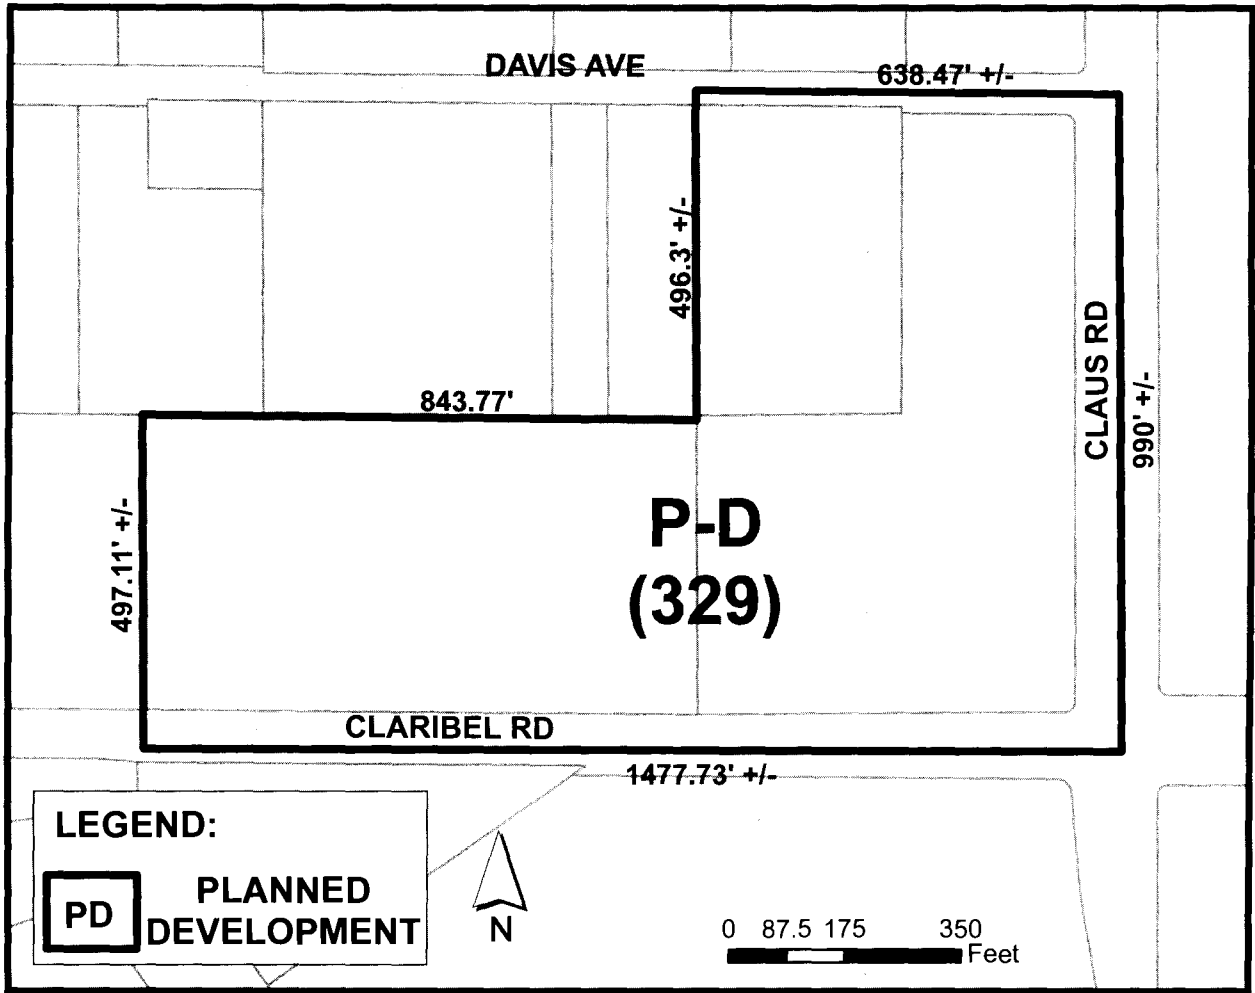 DAVIS AVE
638.47' +/-
496.3' +/-
CLAUS RD
990' +/-
843.77'
497.11' +/-
P-D
(329)
CLARIBEL RD
1477.73' +/-
LEGEND:
PD
PLANNED
DEVELOPMENT
N
0 87.5 175 350
Feet